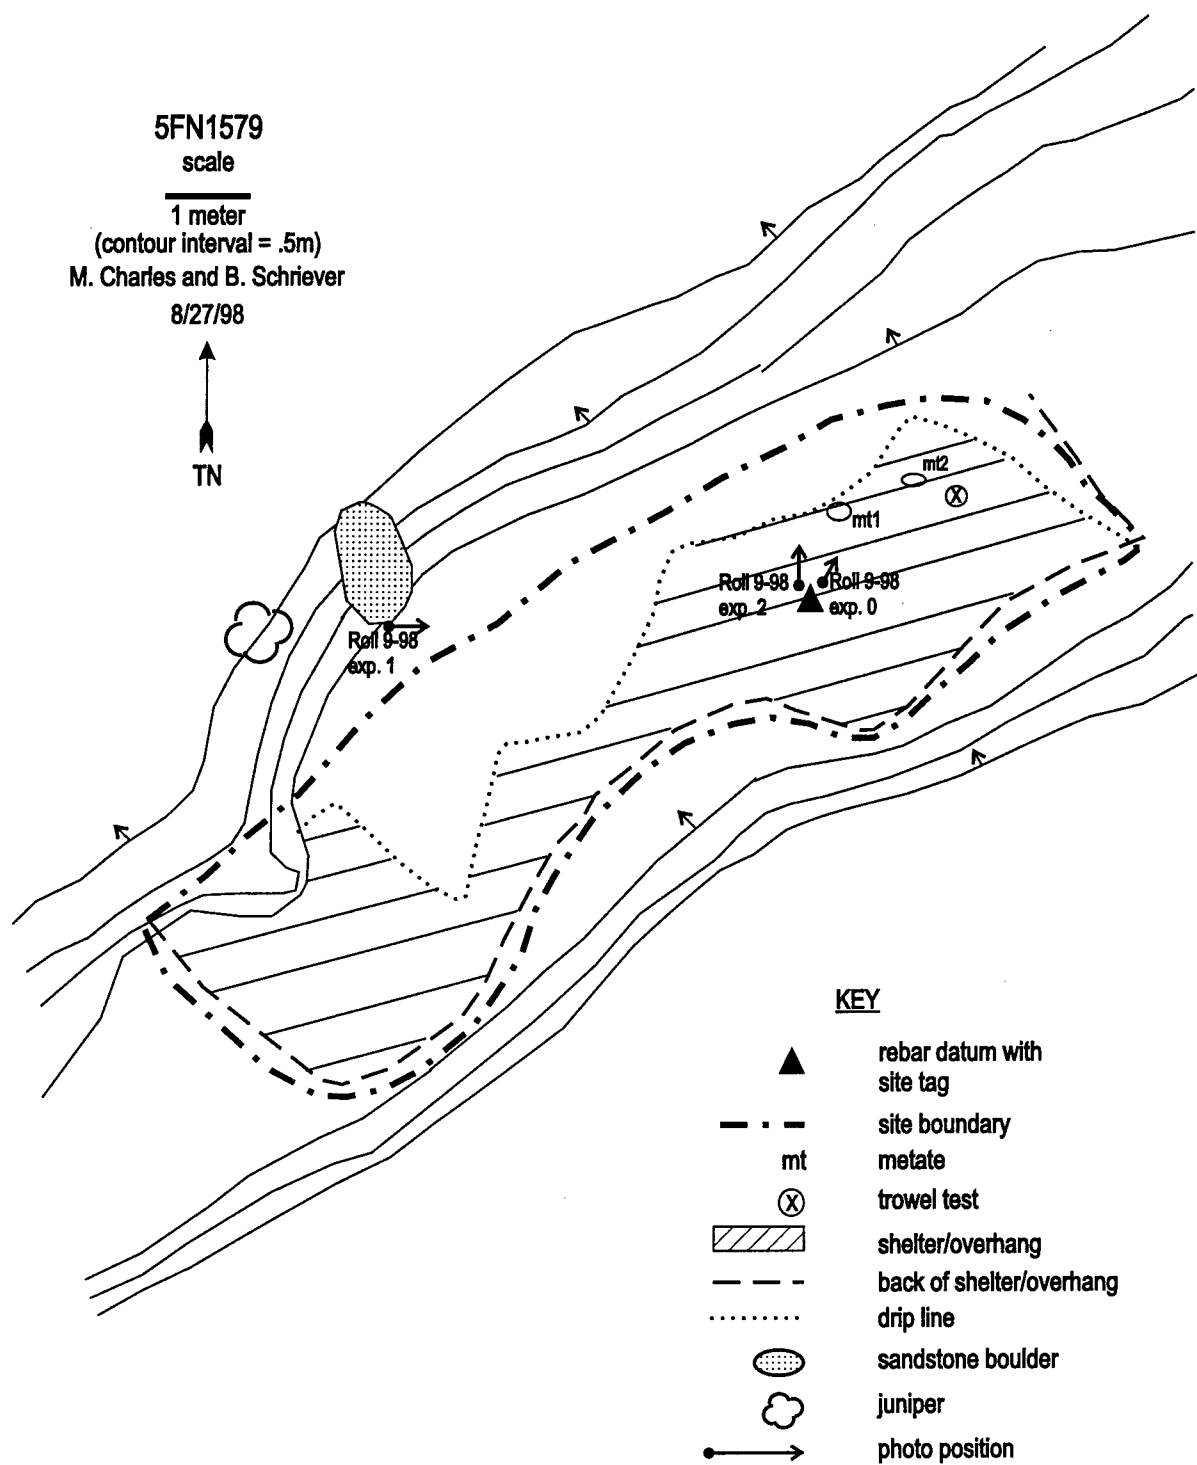 5FN1579
scale
1 meter
(contour interval = .5m)
M. Charles and B. Schriever
8/27/98
TN
mt2
mt1
Roll 9-98
exp. 2
Roll 9-98
exp. 0
Roll 9-98
exp. 1
KEY
rebar datum with
site tag
site boundary
mt
metate
X
trowel test
shelter/overhang
back of shelter/overhang
drip line
sandstone boulder
juniper
photo position